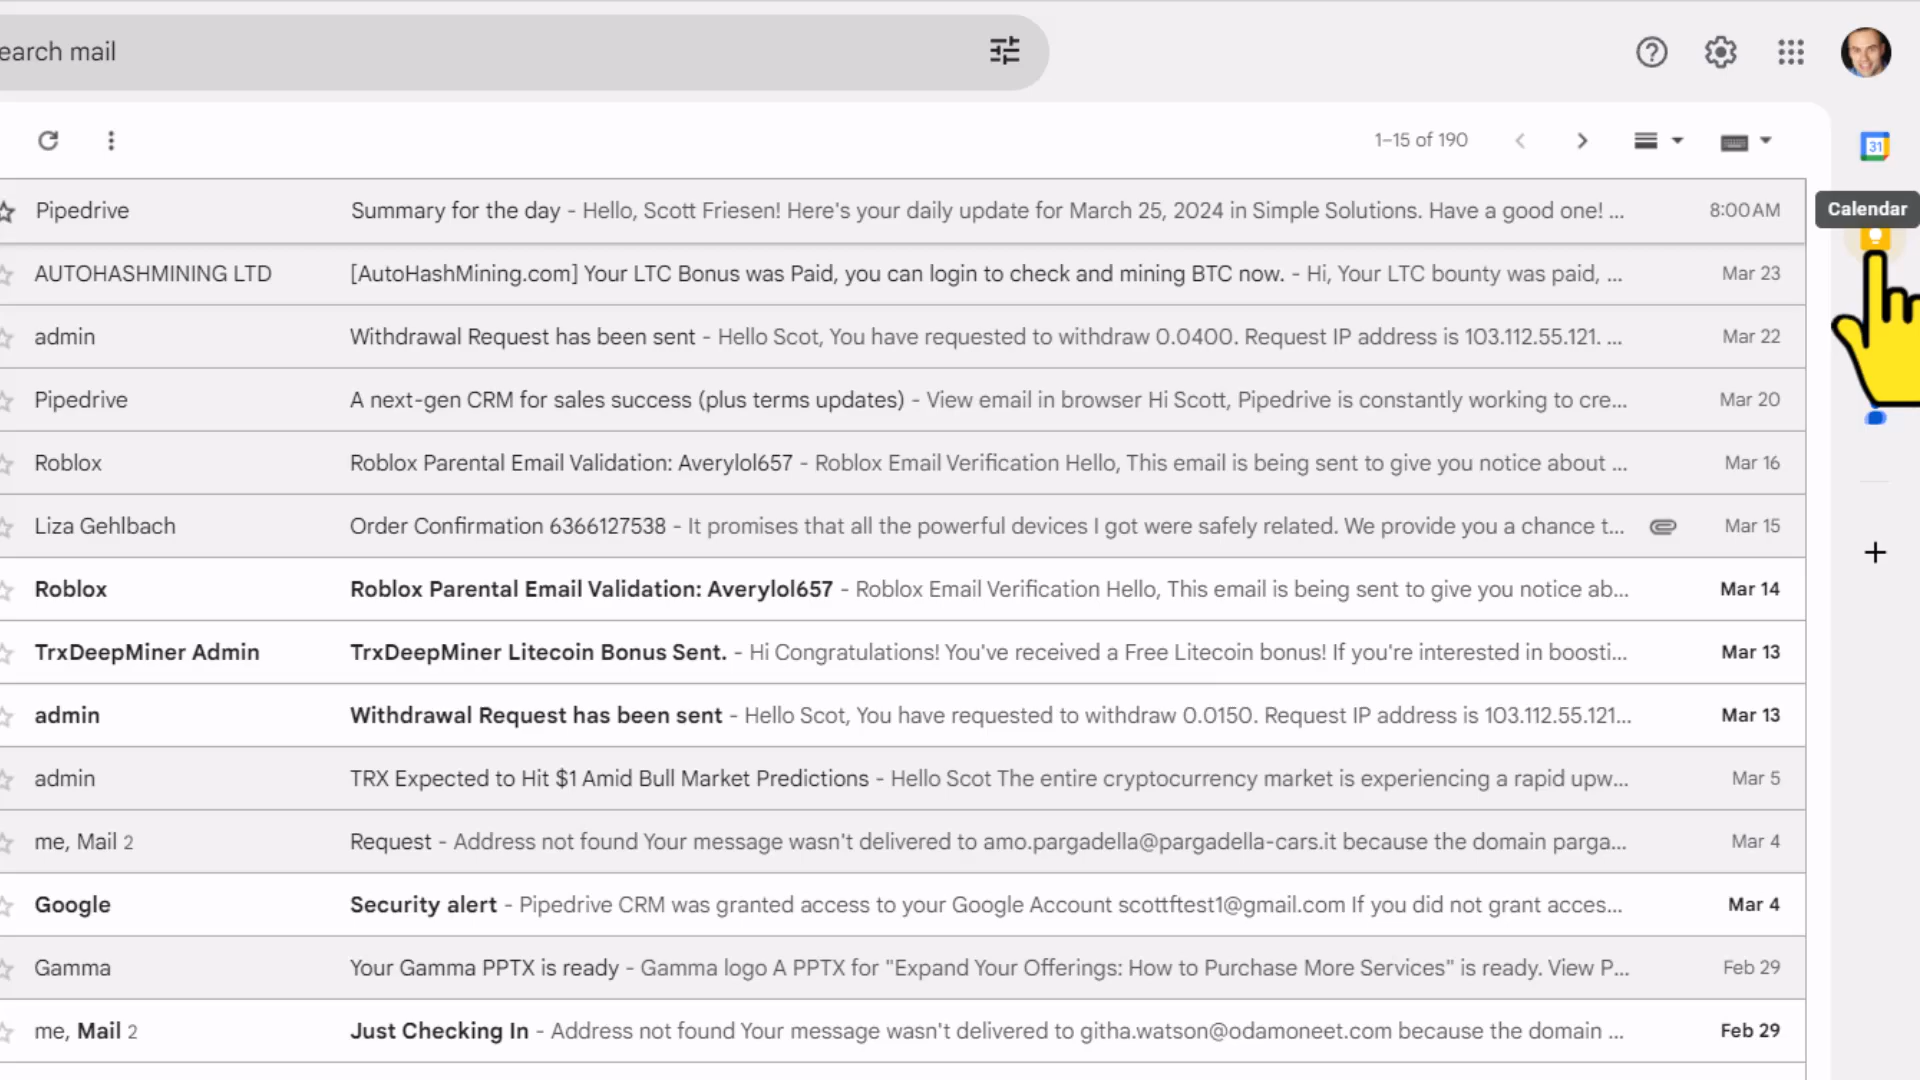 earch mail
1–15 of 190
31
Calendar
Pipedrive Summary for the day - Hello, Scott Friesen! Here's your daily update for March 25, 2024 in Simple Solutions. Have a good one! ... 8:00 AM
AUTOHASHMINING LTD [AutoHashMining.com] Your LTC Bonus was Paid, you can login to check and mining BTC now. - Hi, Your LTC bounty was paid, ... Mar 23
admin Withdrawal Request has been sent - Hello Scot, You have requested to withdraw 0.0400. Request IP address is 103.112.55.121. ... Mar 22
Pipedrive A next-gen CRM for sales success (plus terms updates) - View email in browser Hi Scott, Pipedrive is constantly working to cre... Mar 20
Roblox Roblox Parental Email Validation: Averylol657 - Roblox Email Verification Hello, This email is being sent to give you notice about ... Mar 16
Liza Gehlbach Order Confirmation 6366127538 - It promises that all the powerful devices I got were safely related. We provide you a chance t... Mar 15
Roblox Roblox Parental Email Validation: Averylol657 - Roblox Email Verification Hello, This email is being sent to give you notice ab... Mar 14
TrxDeepMiner Admin TrxDeepMiner Litecoin Bonus Sent. - Hi Congratulations! You've received a Free Litecoin bonus! If you're interested in boosti... Mar 13
admin Withdrawal Request has been sent - Hello Scot, You have requested to withdraw 0.0150. Request IP address is 103.112.55.121... Mar 13
admin TRX Expected to Hit $1 Amid Bull Market Predictions - Hello Scot The entire cryptocurrency market is experiencing a rapid upw... Mar 5
me, Mail 2 Request - Address not found Your message wasn't delivered to amo.pargadella@pargadella-cars.it because the domain parga... Mar 4
Google Security alert - Pipedrive CRM was granted access to your Google Account scottftest1@gmail.com If you did not grant acces... Mar 4
Gamma Your Gamma PPTX is ready - Gamma logo A PPTX for "Expand Your Offerings: How to Purchase More Services" is ready. View P... Feb 29
me, Mail 2 Just Checking In - Address not found Your message wasn't delivered to githa.watson@odamoneet.com because the domain ... Feb 29